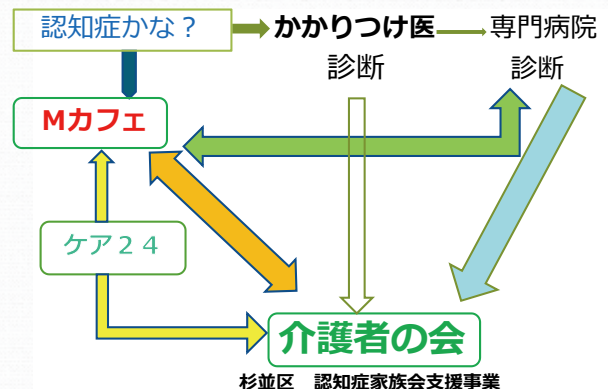 認知症かな？
かかりつけ医
専門病院
診断
診断
Mカフェ
ケア２４
介護者の会
杉並区 認知症家族会支援事業